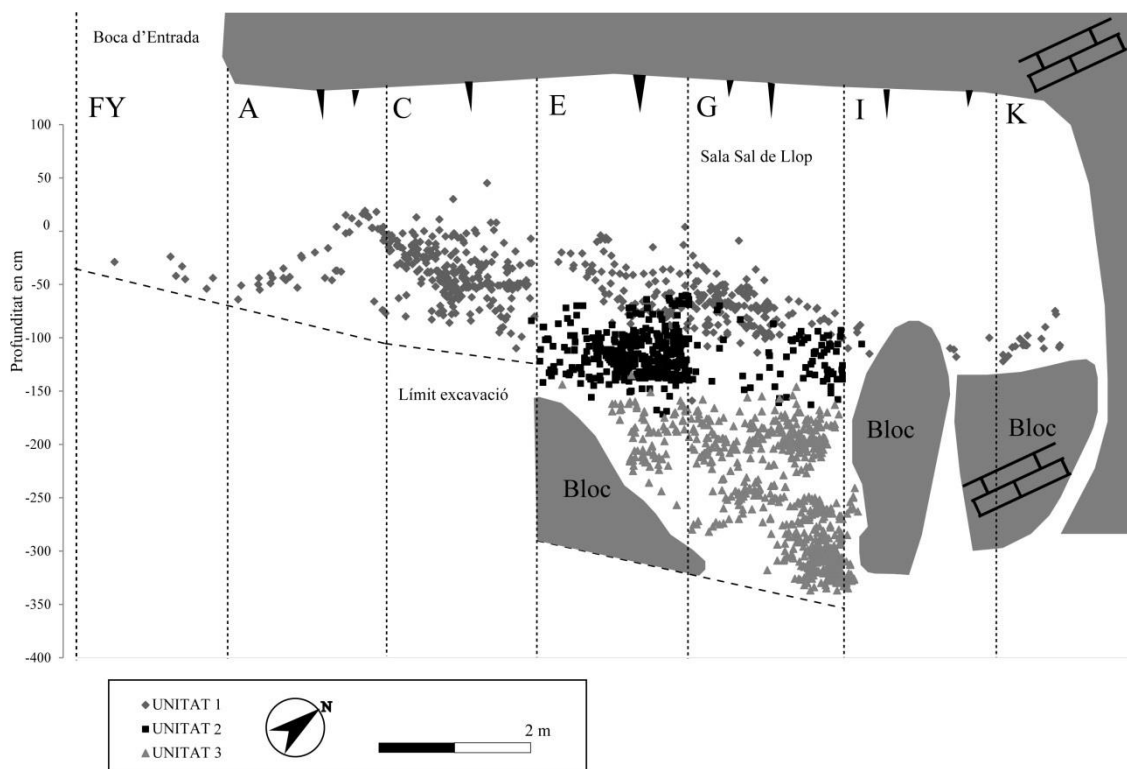 Boca d'Entrada
FY
A
C
E
G
I
K
Sala Sal de Llop
Profunditat en cm
100
50
0
-50
-100
-150
-200
-250
-300
-350
-400
Límit excavació
Bloc
Bloc
Bloc
UNITAT 1
UNITAT 2
UNITAT 3
N
2 m